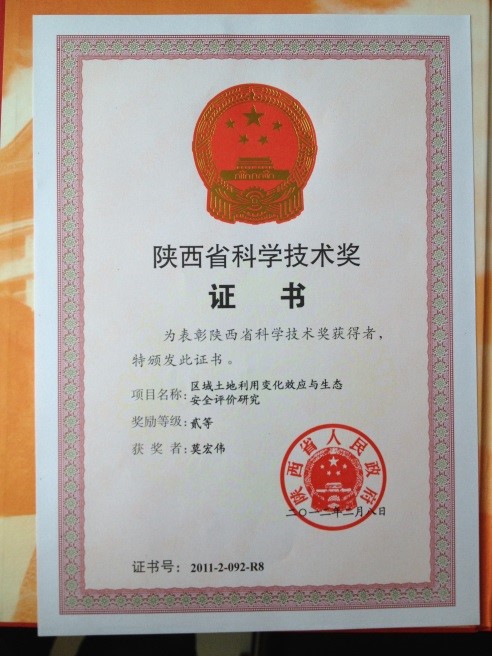 陕西省科学技术奖
证 书
为表彰陕西省科学技术奖获得者，
特颁发此证书。
项目名称：区域土地利用变化效应与生态
安全评价研究
奖励等级：贰等
获 奖 者：莫宏伟
陕西省人民政府
二〇一二年二月八日
证书号：2011-2-092-R8